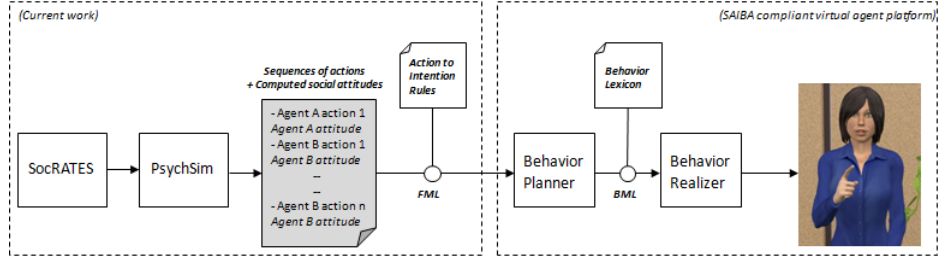 (Current work)
(SAIBA compliant virtual agent platform)
Sequences of actions
+ Computed social attitudes
Action to
Intention
Rules
Behavior
Lexicon
SocRATES
PsychSim
- Agent A action 1
Agent A attitude
- Agent B action 1
Agent B attitude
--
--
- Agent B action n
Agent B attitude
FML
Behavior
Planner
BML
Behavior
Realizer